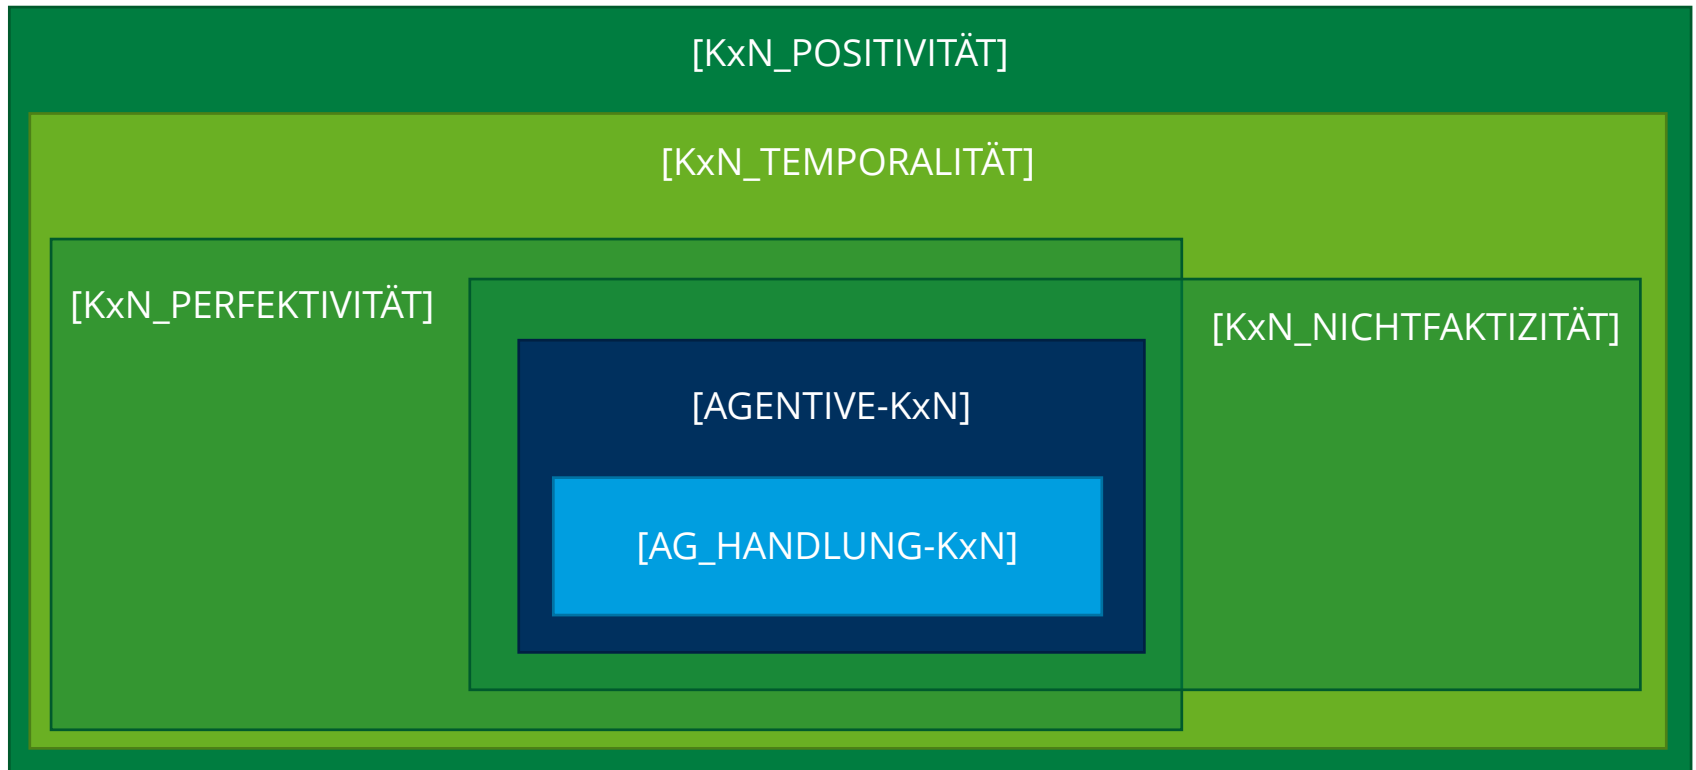 [KxN_POSITIVITÄT]
[KxN_TEMPORALITÄT]
[KxN_PERFEKTIVITÄT]
[KxN_NICHTFAKTIZITÄT]
[AGENTIVE-KxN]
[AG_HANDLUNG-KxN]